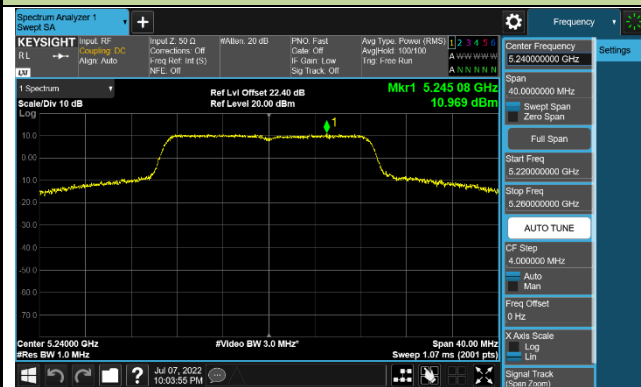 Spectrum Analyzer 1
Swept SA
Frequency
KEYSIGHT
RL
Input: RF
Coupling: DC
Align: Auto
Input Z: 50 Ω
Corrections: Off
Freq Ref: Int (S)
NFE: Off
#Atten: 20 dB
PNO: Fast
Gate: Off
IF Gain: Low
Sig Track: Off
Avg Type: Power (RMS)
Avg|Hold: 100/100
Trig: Free Run
1 2 3 4 5 6
A W W W W W
A N N N N N
1 Spectrum
Scale/Div 10 dB
Log
Ref Lvl Offset 22.40 dB
Ref Level 20.00 dBm
Mkr1 5.245 08 GHz
10.969 dBm
1
10.0
0.00
10.0
20.0
30.0
40.0
-50.0
60.0
70.0
Center 5.24000 GHz
#Res BW 1.0 MHz
#Video BW 3.0 MHz*
Span 40.00 MHz
Sweep 1.07 ms (2001 pts)
Jul 07, 2022
10:03:55 PM
Center Frequency
5.240000000 GHz
Span
40.0000000 MHz
Swept Span
Zero Span
Full Span
Start Freq
5.220000000 GHz
Stop Freq
5.260000000 GHz
AUTO TUNE
CF Step
4.000000 MHz
Auto
Man
Freq Offset
0 Hz
X Axis Scale
Log
Lin
Signal Track
(Span Zoom)
Settings